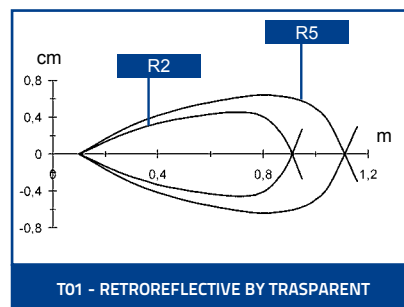 cm
R5
R2
0,8
0,4
m
0
0
0,4
0,8
1,2
-0,4
-0,8
T01 - RETROREFLECTIVE BY TRASPARENT